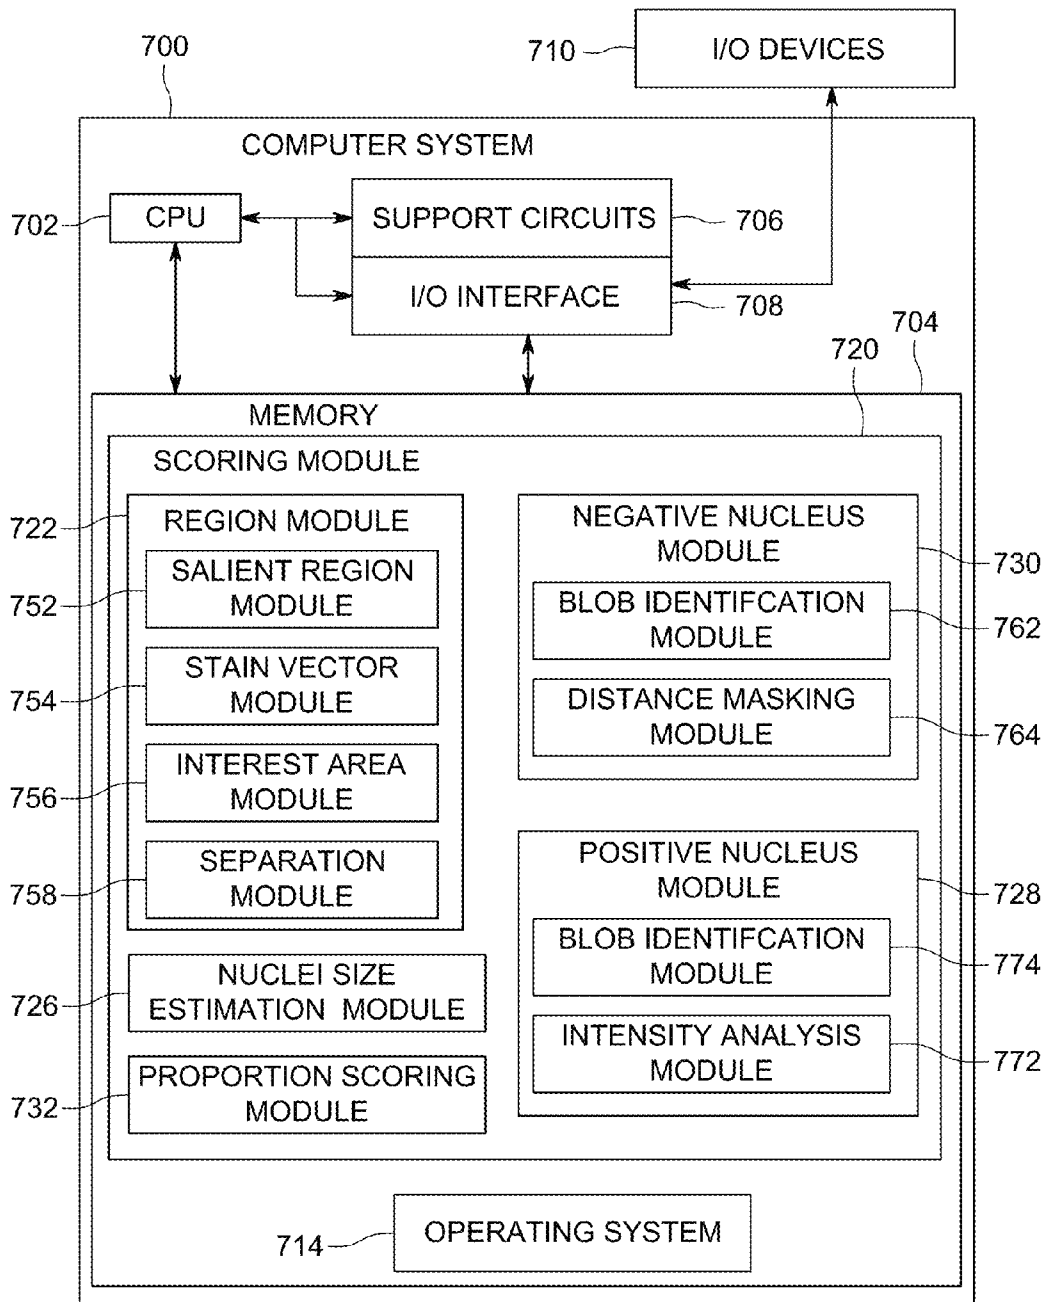 700
710
I/O DEVICES
COMPUTER SYSTEM
702
CPU
SUPPORT CIRCUITS
706
I/O INTERFACE
708
704
720
MEMORY
SCORING MODULE
722
REGION MODULE
752
SALIENT REGION
MODULE
754
STAIN VECTOR
MODULE
756
INTEREST AREA
MODULE
758
SEPARATION
MODULE
726
NUCLEI SIZE
ESTIMATION MODULE
732
PROPORTION SCORING
MODULE
NEGATIVE NUCLEUS
MODULE
730
BLOB IDENTIFCATION
MODULE
762
DISTANCE MASKING
MODULE
764
POSITIVE NUCLEUS
MODULE
728
BLOB IDENTIFCATION
MODULE
774
INTENSITY ANALYSIS
MODULE
772
714
OPERATING SYSTEM